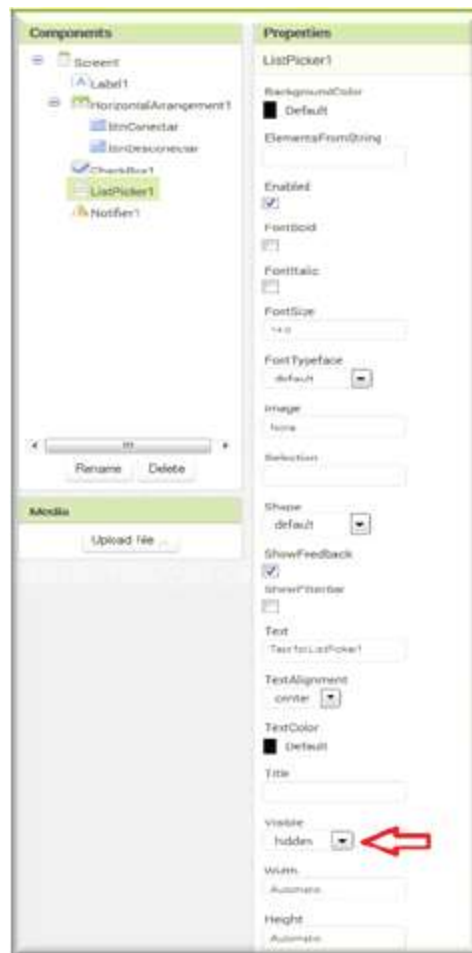 Components
Screen1
Label1
HorizontalArrangement1
btnConectar
btnDesconectar
CheckBox1
ListPicker1
Notifier1
Rename Delete
Media
Upload file ...
Properties
ListPicker1
BackgroundColor
Default
ElementsFromString
Enabled
FontBold
FontItalic
FontSize
14.0
FontTypeface
default
Image
None
Selection
Shape
default
ShowFeedback
ShowFilterBar
Text
Text for ListPicker1
TextAlignment
center
TextColor
Default
Title
Visible
hidden
Width
Automatic
Height
Automatic